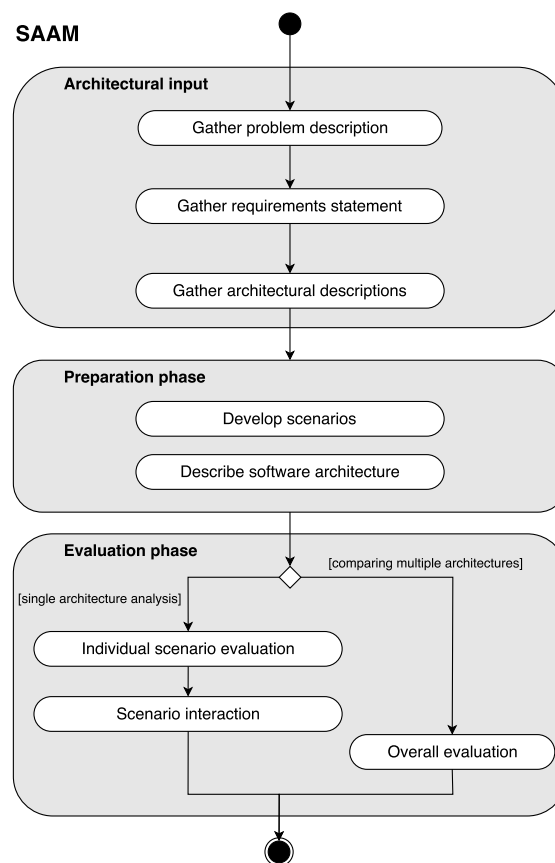 SAAM
Architectural input
Gather problem description
Gather requirements statement
Gather architectural descriptions
Preparation phase
Develop scenarios
Describe software architecture
Evaluation phase
[comparing multiple architectures]
[single architecture analysis]
Individual scenario evaluation
Scenario interaction
Overall evaluation